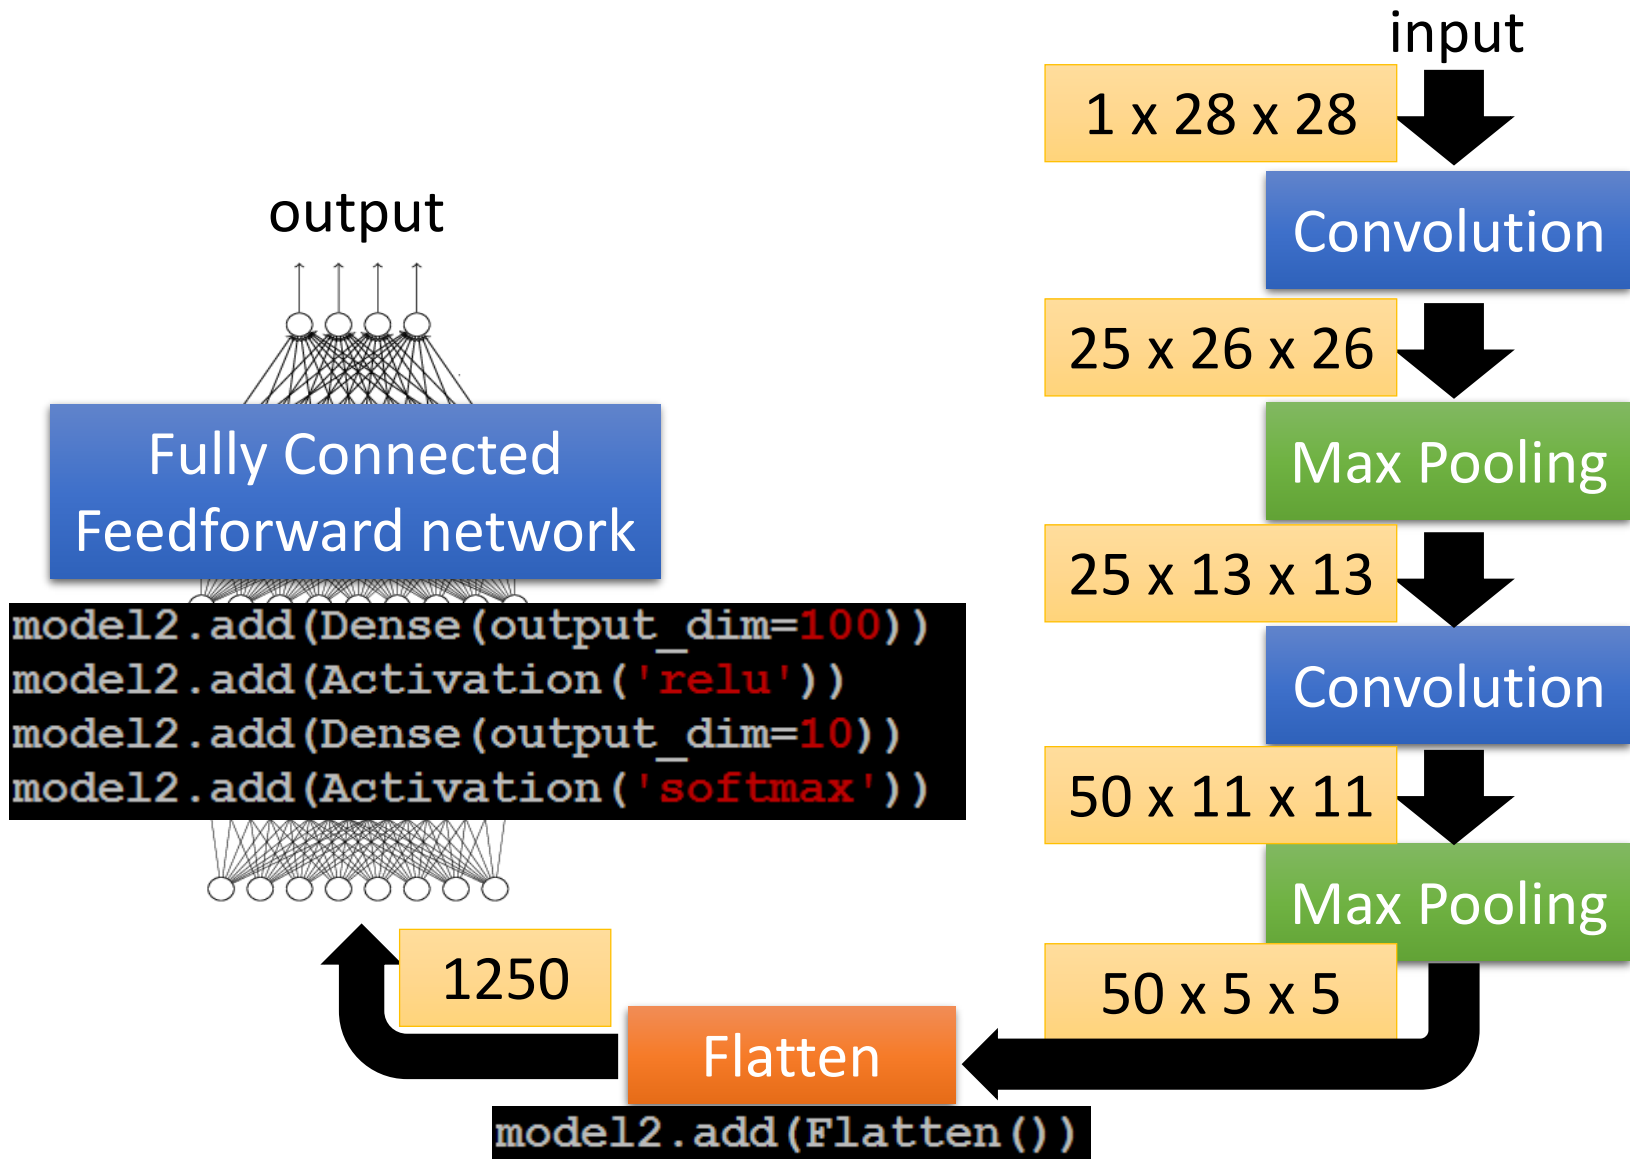 input
1 x 28 x 28
Convolution
25 x 26 x 26
Max Pooling
25 x 13 x 13
Convolution
50 x 11 x 11
Max Pooling
50 x 5 x 5
Flatten
model2.add(Flatten())
1250
model2.add(Dense(output_dim=100))
model2.add(Activation('relu'))
model2.add(Dense(output_dim=10))
model2.add(Activation('softmax'))
Fully Connected
Feedforward network
output